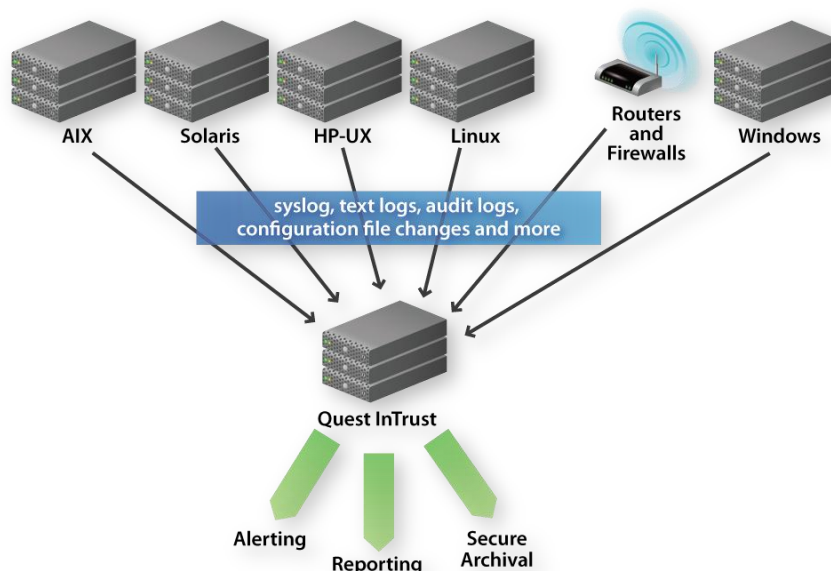 AIX
Solaris
HP-UX
Linux
Routers
and
Firewalls
Windows
syslog, text logs, audit logs,
configuration file changes and more
Quest InTrust
Alerting
Reporting
Secure
Archival